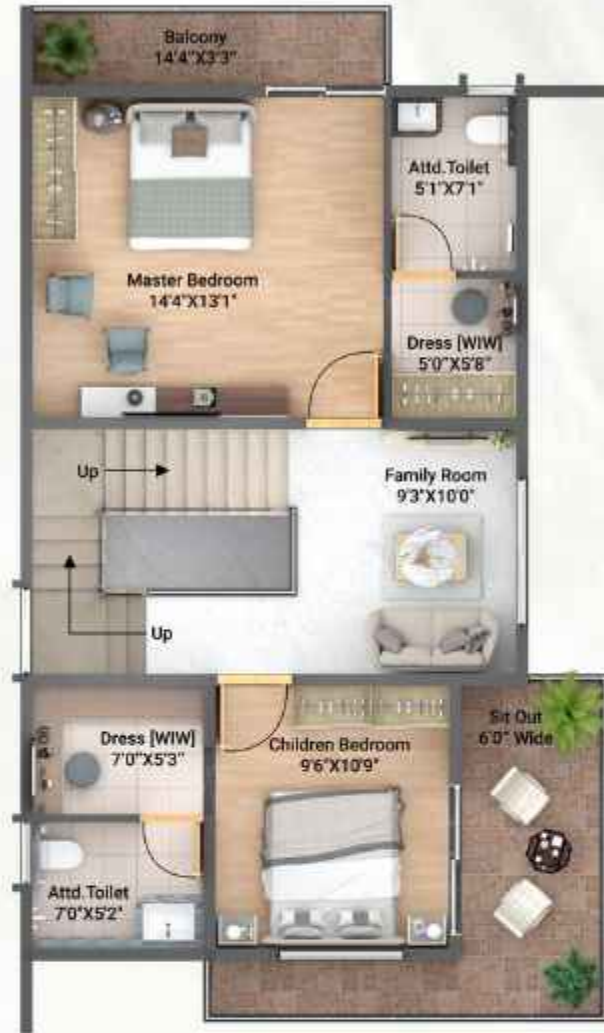 Balcony
14'4"X3'3"
Attd.Toilet
5'1"X7'1"
Master Bedroom
14'4"X13'1"
Dress [WIW]
5'0"X5'8"
Up
Family Room
9'3"X10'0"
Up
Dress [WIW]
7'0"X5'3"
Children Bedroom
9'6"X10'9"
Sit Out
6'0" Wide
Attd.Toilet
7'0"X5'2"